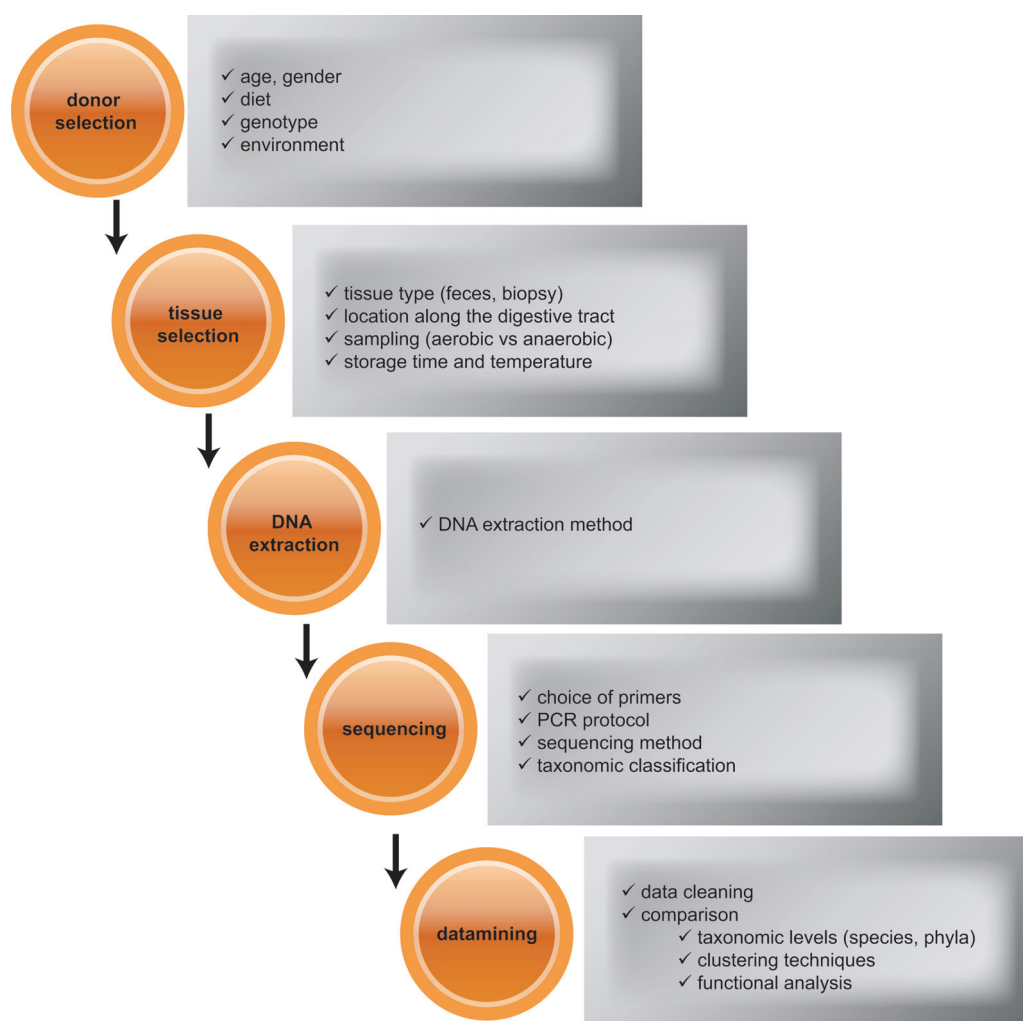 donor
selection
✓ age, gender
✓ diet
✓ genotype
✓ environment
tissue
selection
✓ tissue type (feces, biopsy)
✓ location along the digestive tract
✓ sampling (aerobic vs anaerobic)
✓ storage time and temperature
DNA
extraction
✓ DNA extraction method
sequencing
✓ choice of primers
✓ PCR protocol
✓ sequencing method
✓ taxonomic classification
datamining
✓ data cleaning
✓ comparison
✓ taxonomic levels (species, phyla)
✓ clustering techniques
✓ functional analysis